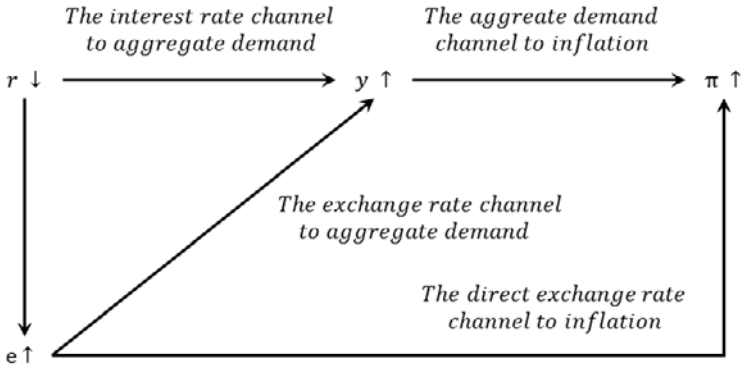 The interest rate channel
to aggregate demand
The aggreate demand
channel to inflation
r ↓
y ↑
π ↑
The exchange rate channel
to aggregate demand
The direct exchange rate
channel to inflation
e ↑